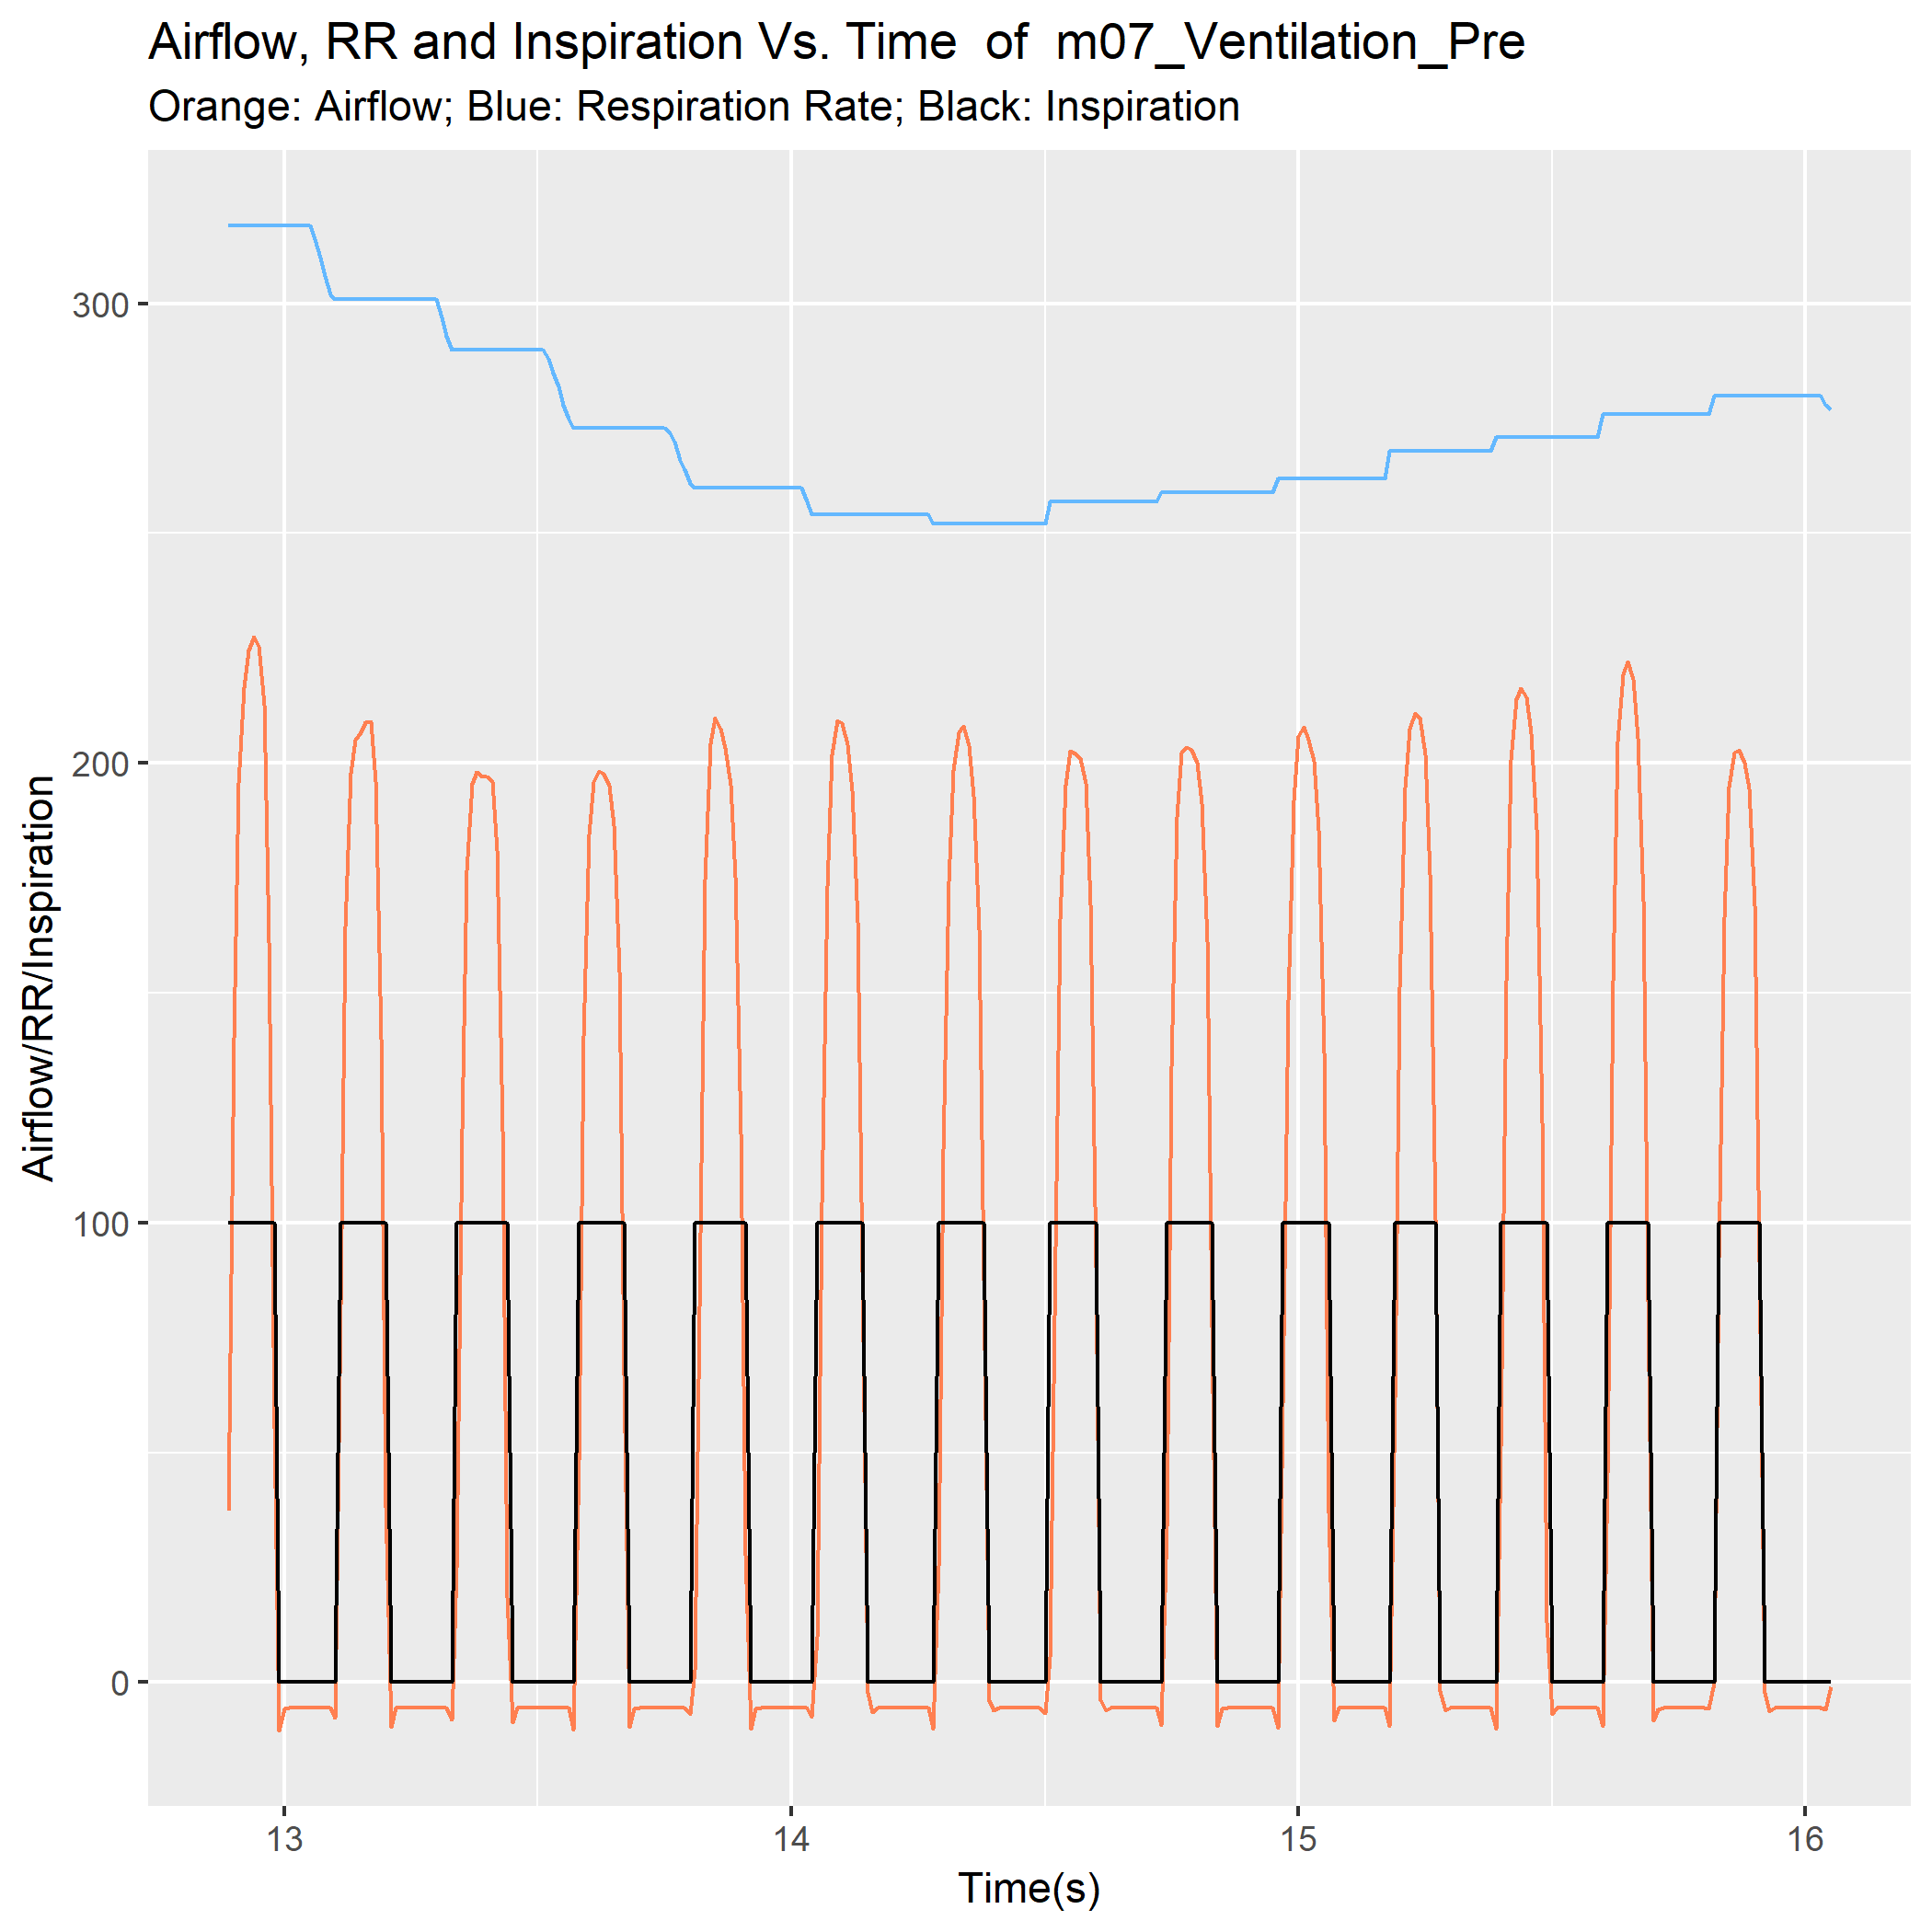 Airflow, RR and Inspiration Vs. Time  of  m07_Ventilation_Pre
Orange: Airflow; Blue: Respiration Rate; Black: Inspiration
Airflow/RR/Inspiration
300
200
100
0
13 14 15 16
Time(s)